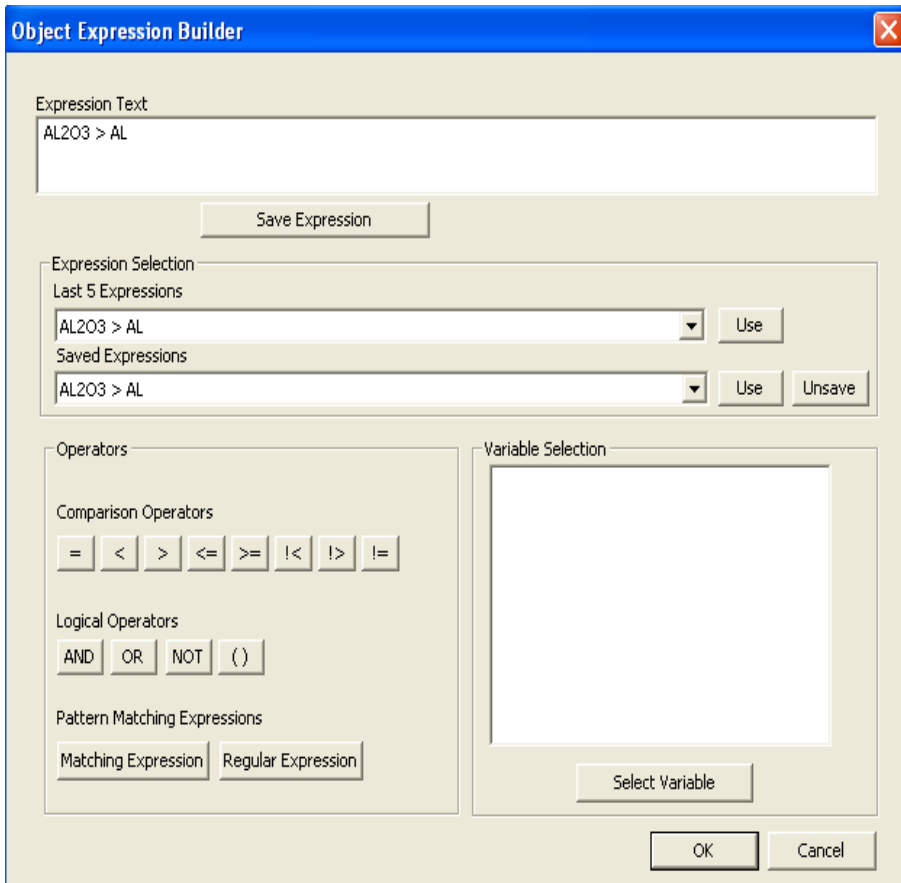 Object Expression Builder
Expression Text
AL2O3 > AL
Save Expression
Expression Selection
Last 5 Expressions
AL2O3 > AL
Use
Saved Expressions
AL2O3 > AL
Use Unsave
Operators
Comparison Operators
= < > <= >= !< !> !=
Logical Operators
AND OR NOT ( )
Pattern Matching Expressions
Matching Expression Regular Expression
Variable Selection
Select Variable
OK Cancel